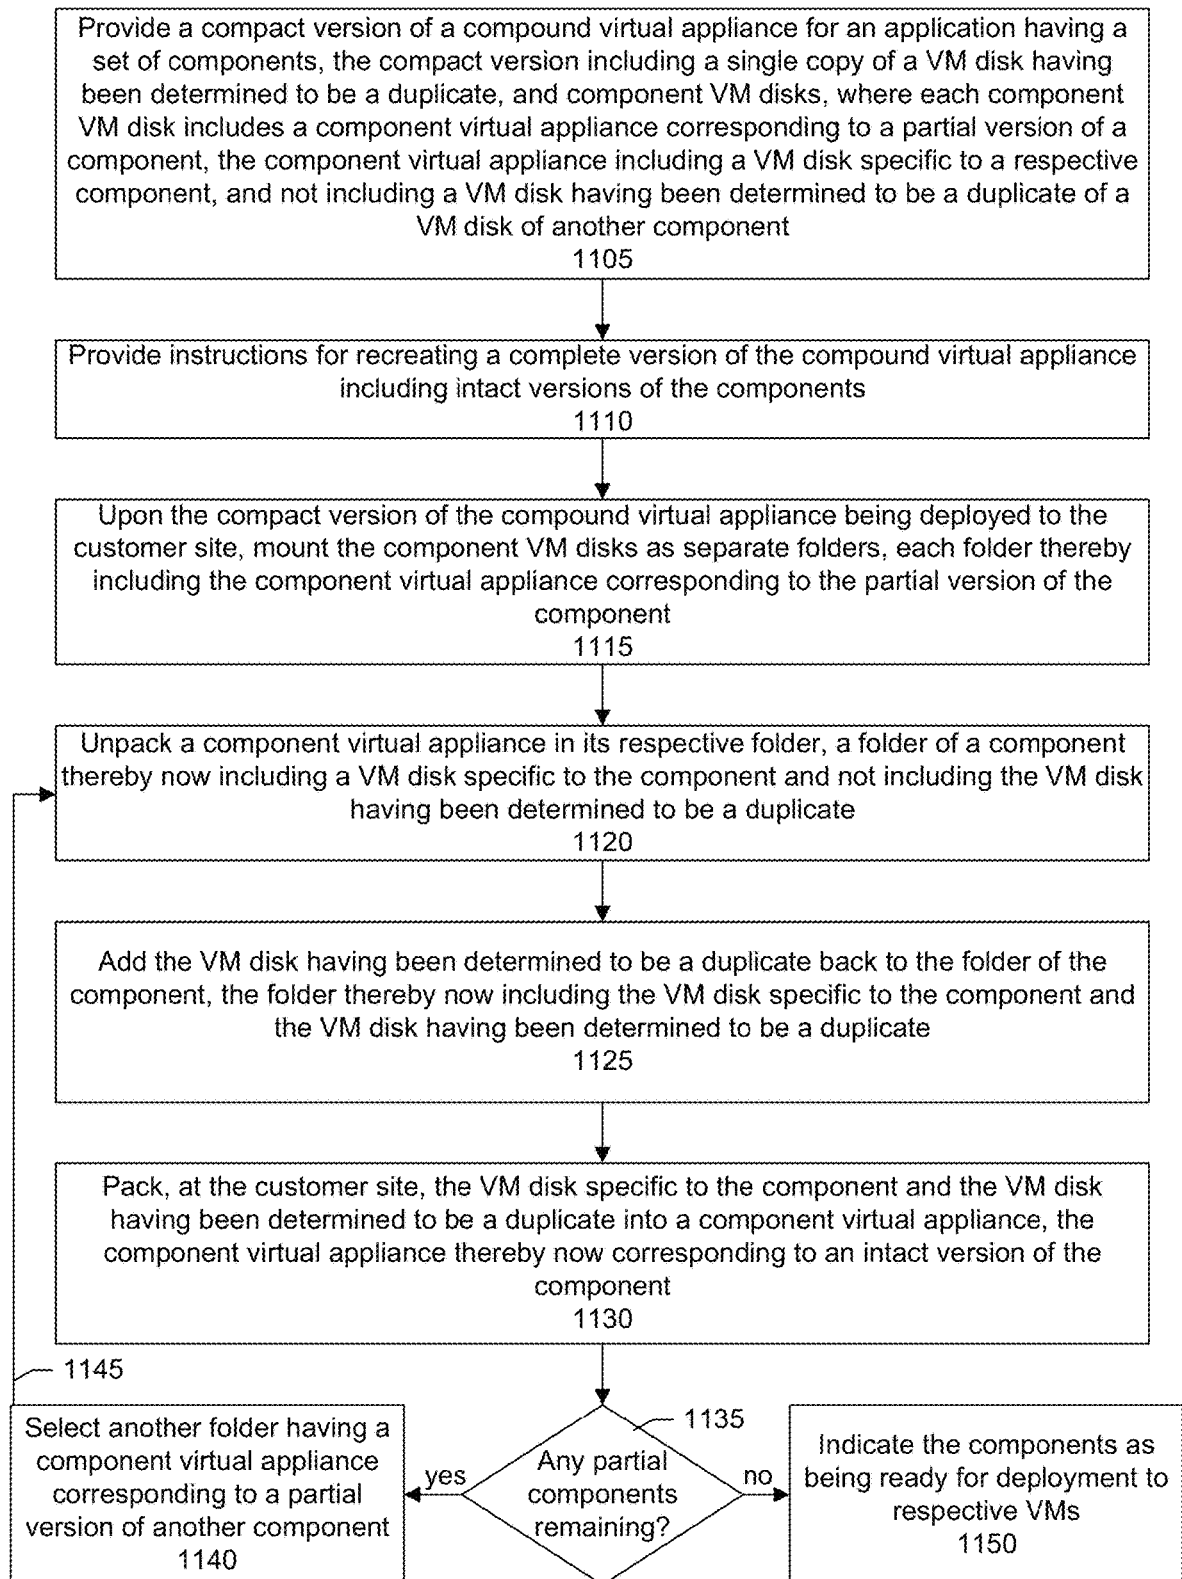 Provide a compact version of a compound virtual appliance for an application having a
set of components, the compact version including a single copy of a VM disk having
been determined to be a duplicate, and component VM disks, where each component
VM disk includes a component virtual appliance corresponding to a partial version of a
component, the component virtual appliance including a VM disk specific to a respective
component, and not including a VM disk having been determined to be a duplicate of a
VM disk of another component
1105
Provide instructions for recreating a complete version of the compound virtual appliance
including intact versions of the components
1110
Upon the compact version of the compound virtual appliance being deployed to the
customer site, mount the component VM disks as separate folders, each folder thereby
including the component virtual appliance corresponding to the partial version of the
component
1115
Unpack a component virtual appliance in its respective folder, a folder of a component
thereby now including a VM disk specific to the component and not including the VM disk
having been determined to be a duplicate
1120
Add the VM disk having been determined to be a duplicate back to the folder of the
component, the folder thereby now including the VM disk specific to the component and
the VM disk having been determined to be a duplicate
1125
Pack, at the customer site, the VM disk specific to the component and the VM disk
having been determined to be a duplicate into a component virtual appliance, the
component virtual appliance thereby now corresponding to an intact version of the
component
1130
1145
Select another folder having a
component virtual appliance
corresponding to a partial
version of another component
1140
yes
1135
Any partial
components
remaining?
no
Indicate the components as
being ready for deployment to
respective VMs
1150